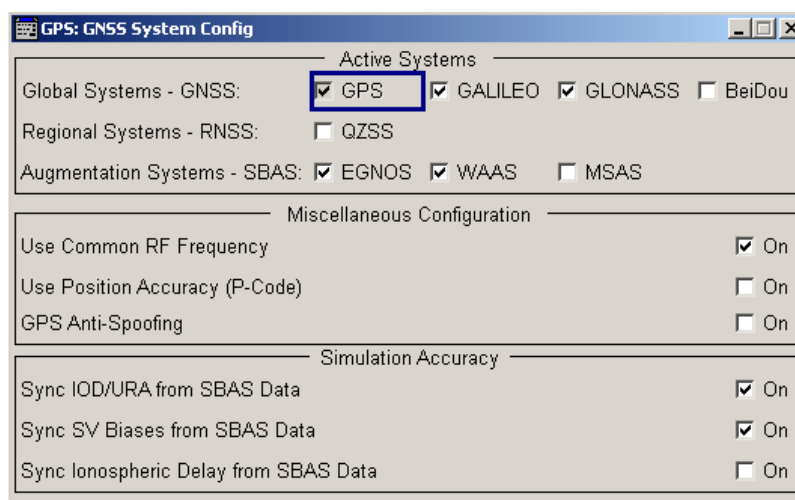 GPS: GNSS System Config
Active Systems
Global Systems - GNSS: GPS GALILEO GLONASS BeiDou
Regional Systems - RNSS: QZSS
Augmentation Systems - SBAS: EGNOS WAAS MSAS
Miscellaneous Configuration
Use Common RF Frequency On
Use Position Accuracy (P-Code) On
GPS Anti-Spoofing On
Simulation Accuracy
Sync IOD/URA from SBAS Data On
Sync SV Biases from SBAS Data On
Sync Ionospheric Delay from SBAS Data On